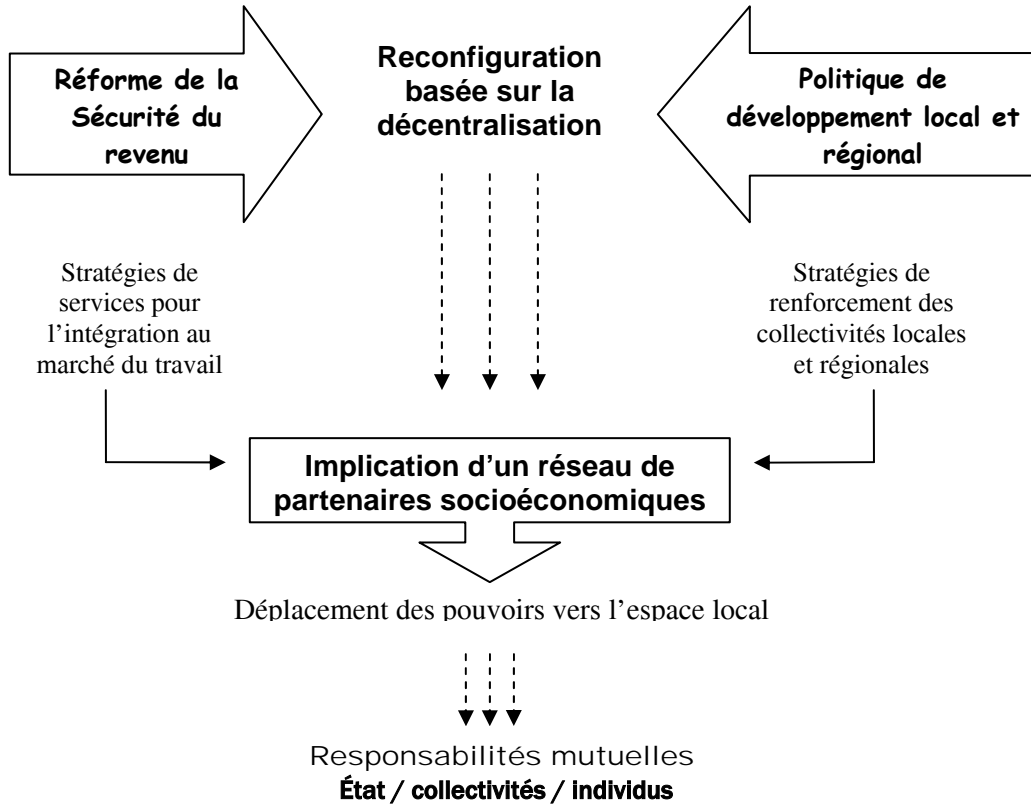 Réforme de la
Sécurité du
revenu
Reconfiguration
basée sur la
décentralisation
Politique de
développement local et
régional
Stratégies de
services pour
l’intégration au
marché du travail
Stratégies de
renforcement des
collectivités locales
et régionales
Implication d’un réseau de
partenaires socioéconomiques
Déplacement des pouvoirs vers l’espace local
Responsabilités mutuelles
État / collectivités / individus